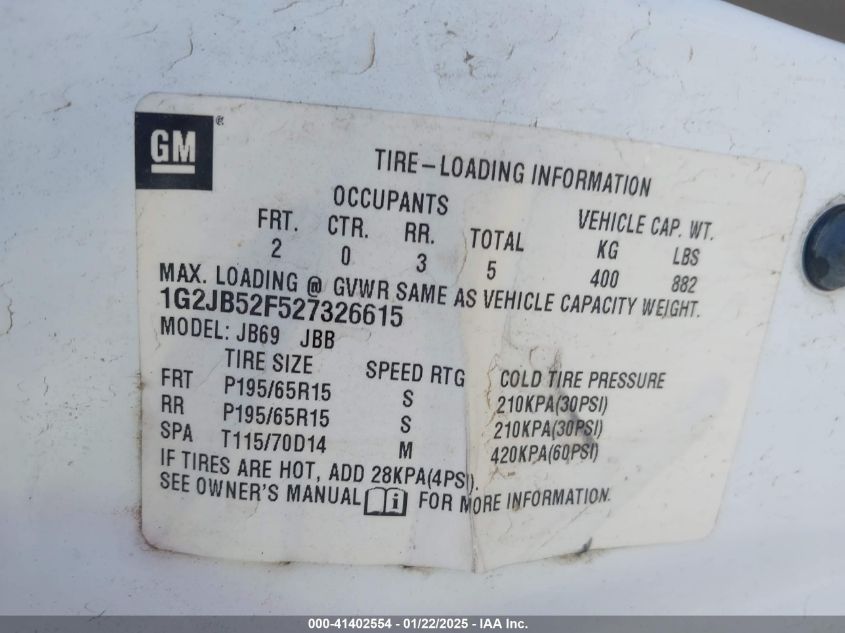 GM
TIRE-LOADING INFORMATION
OCCUPANTS VEHICLE CAP. WT.
FRT. CTR. RR. TOTAL KG LBS
2 0 3 5 400 882
MAX. LOADING @ GVWR SAME AS VEHICLE CAPACITY WEIGHT.
1G2JB52F527326615
MODEL: JB69 JBB
TIRE SIZE SPEED RTG COLD TIRE PRESSURE
FRT P195/65R15 S 210KPA(30PSI)
RR P195/65R15 S 210KPA(30PSI)
SPA T115/70D14 M 420KPA(60PSI)
IF TIRES ARE HOT, ADD 28KPA(4PSI).
SEE OWNER'S MANUAL i FOR MORE INFORMATION.
000-41402554 - 01/22/2025 - IAA Inc.